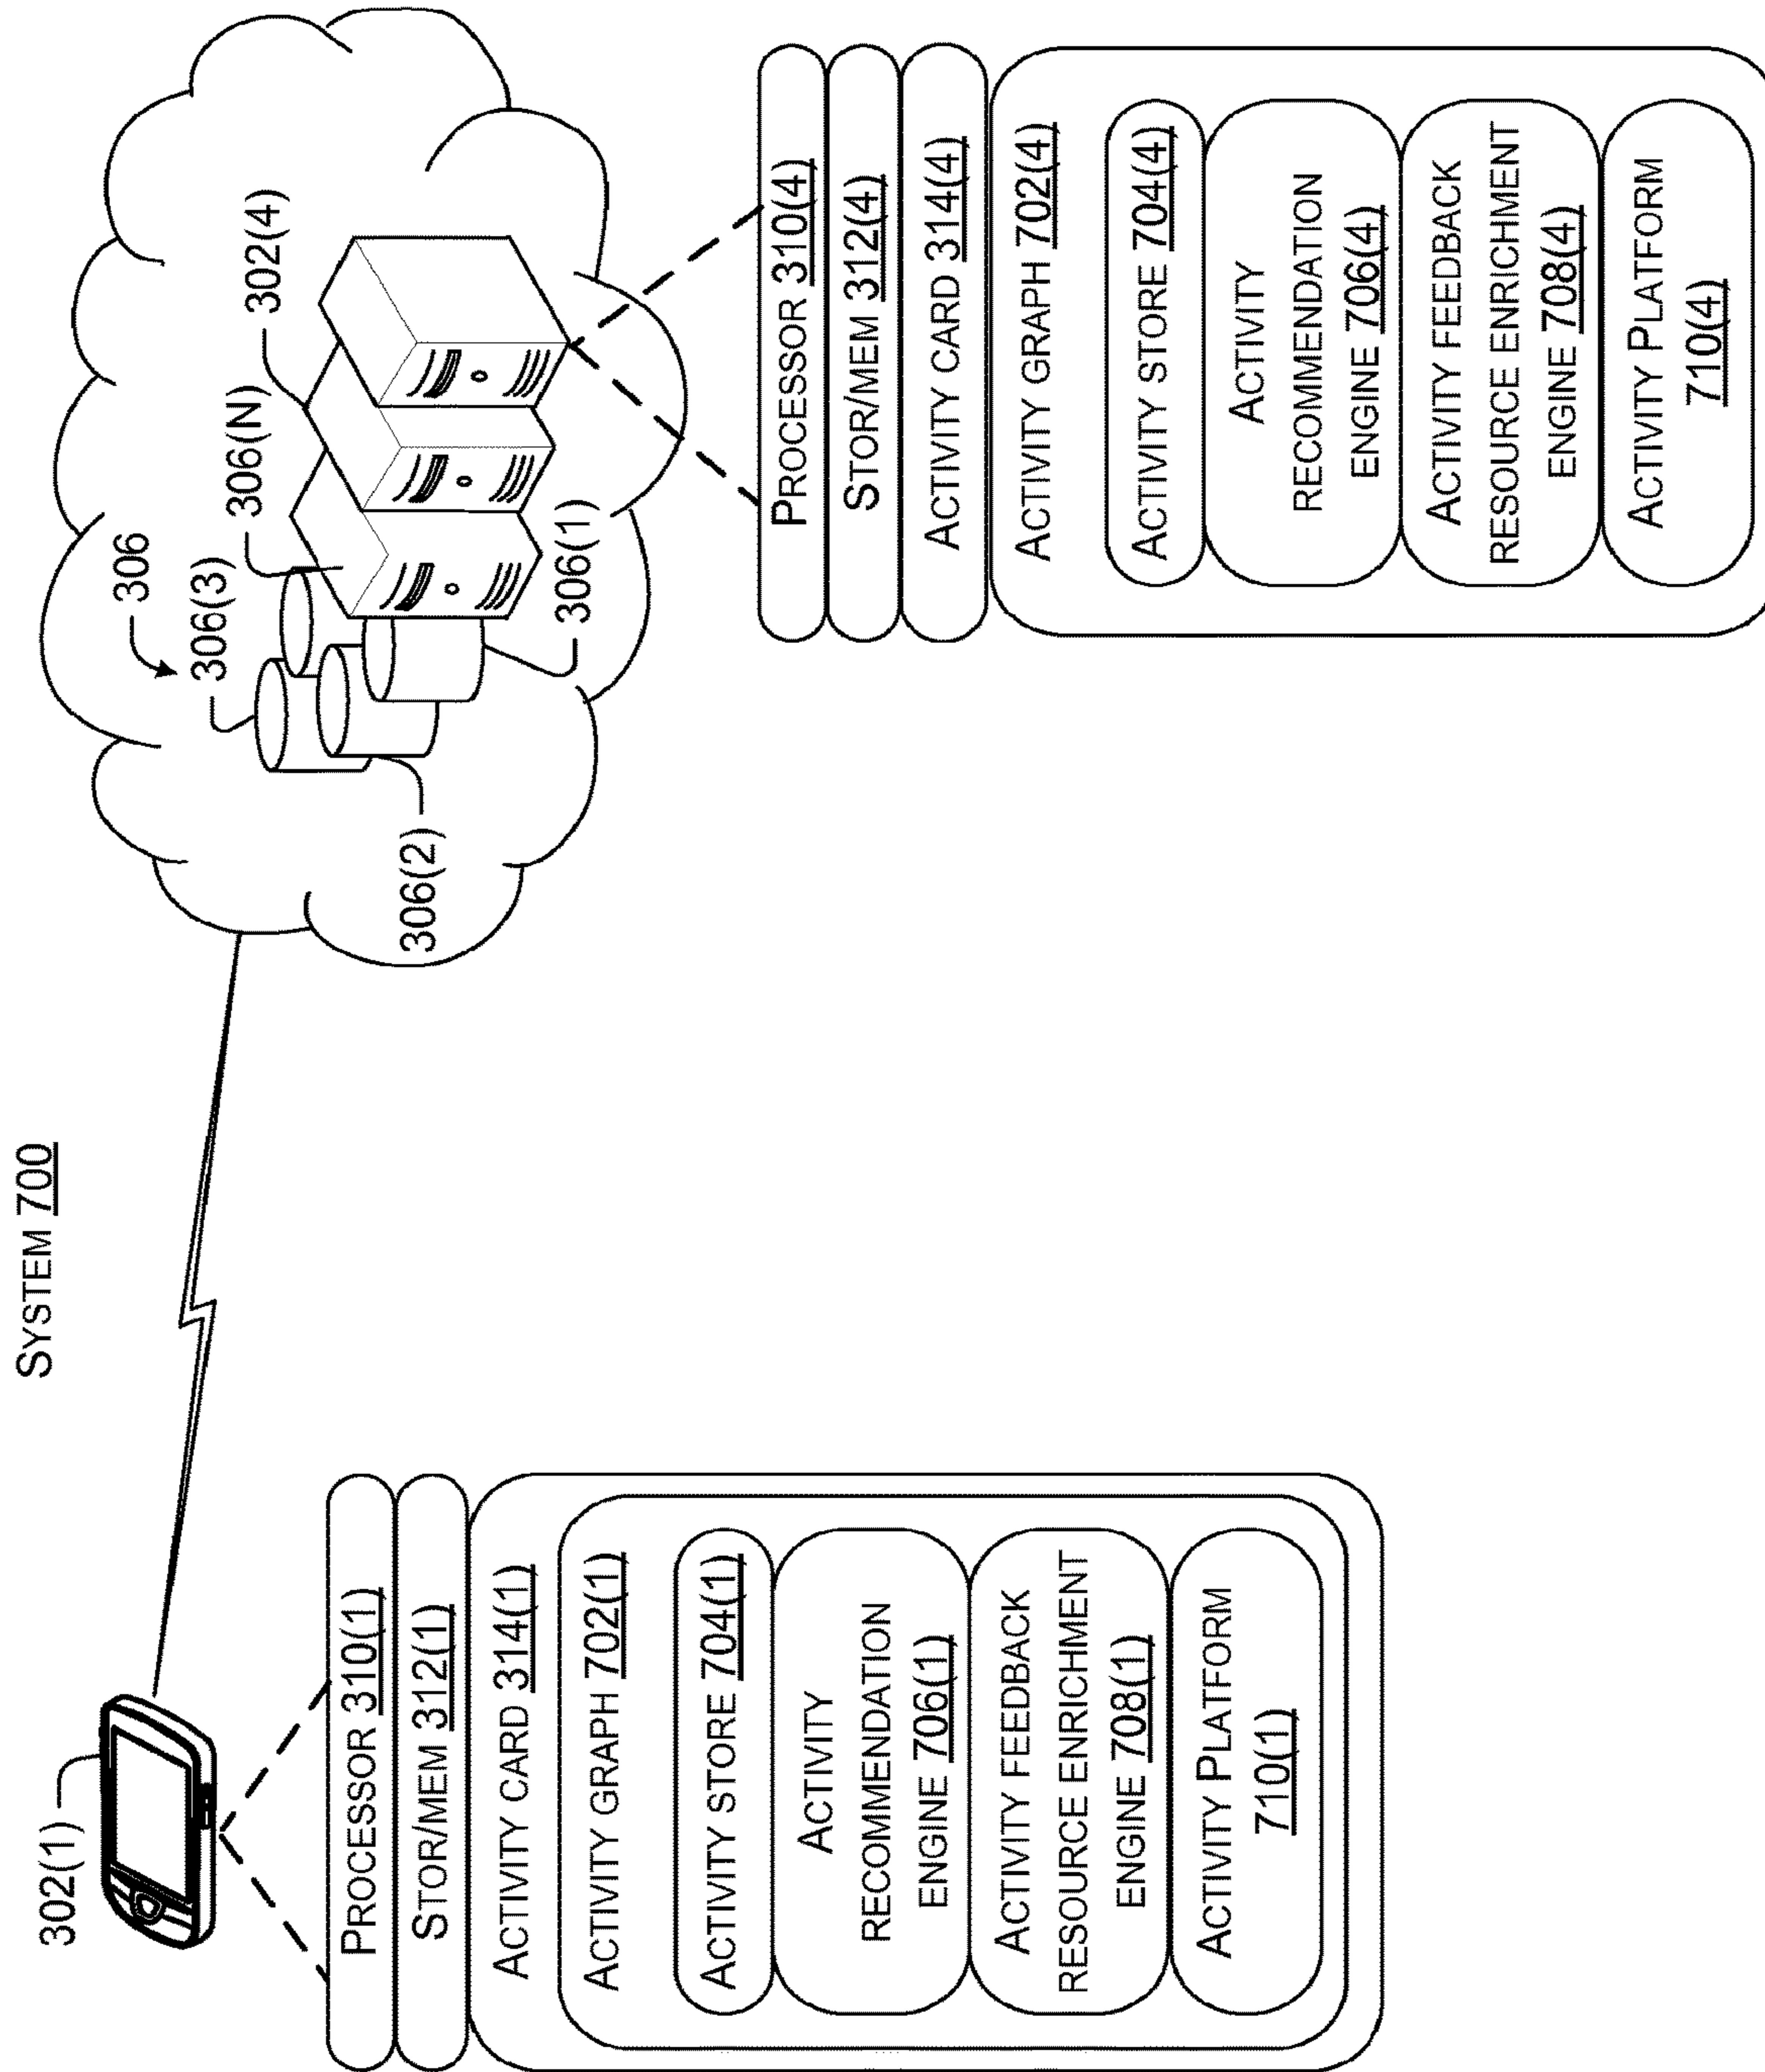 SYSTEM 700
302(1)
PROCESSOR 310(1)
STOR/MEM 312(1)
ACTIVITY CARD 314(1)
ACTIVITY GRAPH 702(1)
ACTIVITY STORE 704(1)
ACTIVITY
RECOMMENDATION
ENGINE 706(1)
ACTIVITY FEEDBACK
RESOURCE ENRICHMENT
ENGINE 708(1)
ACTIVITY PLATFORM
710(1)
306
306(3)
306(N)
302(4)
306(2)
306(1)
PROCESSOR 310(4)
STOR/MEM 312(4)
ACTIVITY CARD 314(4)
ACTIVITY GRAPH 702(4)
ACTIVITY STORE 704(4)
ACTIVITY
RECOMMENDATION
ENGINE 706(4)
ACTIVITY FEEDBACK
RESOURCE ENRICHMENT
ENGINE 708(4)
ACTIVITY PLATFORM
710(4)